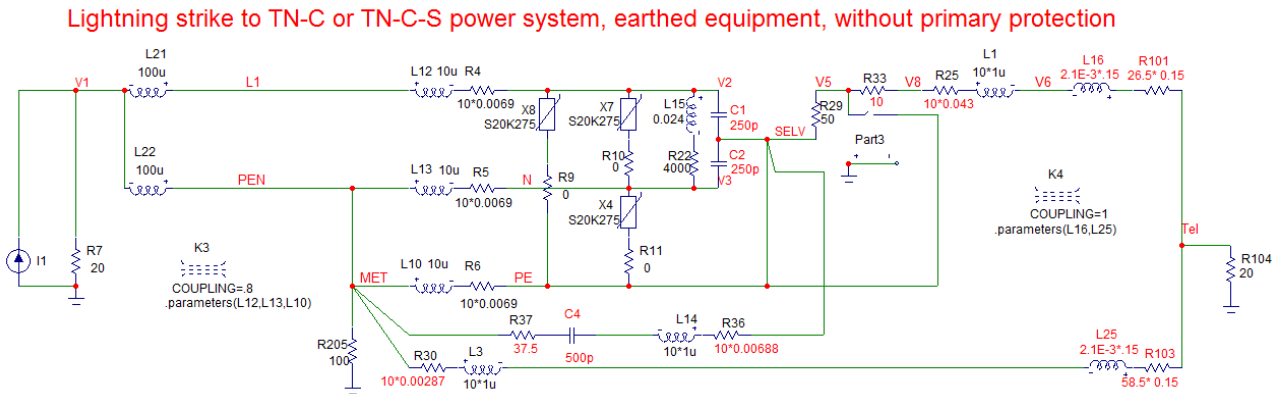 Lightning strike to TN-C or TN-C-S power system, earthed equipment, without primary protection
L21
100u
V1
L1
L12 10u R4
10*0.0069
X8
S20K275
X7
S20K275
L15
0.024
V2
C1
250p
SELV
R29
50
V5
R33
10
V8
R25
10*0.043
L1
10*1u
V6
L16
2.1E-3*.15
R101
26.5* 0.15
L22
100u
PEN
L13 10u
R5
10*0.0069
N
R9
0
R10
0
R22
4000
C2
250p
V3
X4
S20K275
R11
0
Part3
K4
COUPLING=1
.parameters(L16,L25)
Tel
R104
20
I1
R7
20
K3
COUPLING=.8
.parameters(L12,L13,L10)
MET
L10 10u
R6
10*0.0069
PE
R37
37.5
C4
500p
L14
10*1u
R36
10*0.00688
R205
100
R30
10*0.00287
L3
10*1u
L25
2.1E-3*.15
R103
58.5* 0.15